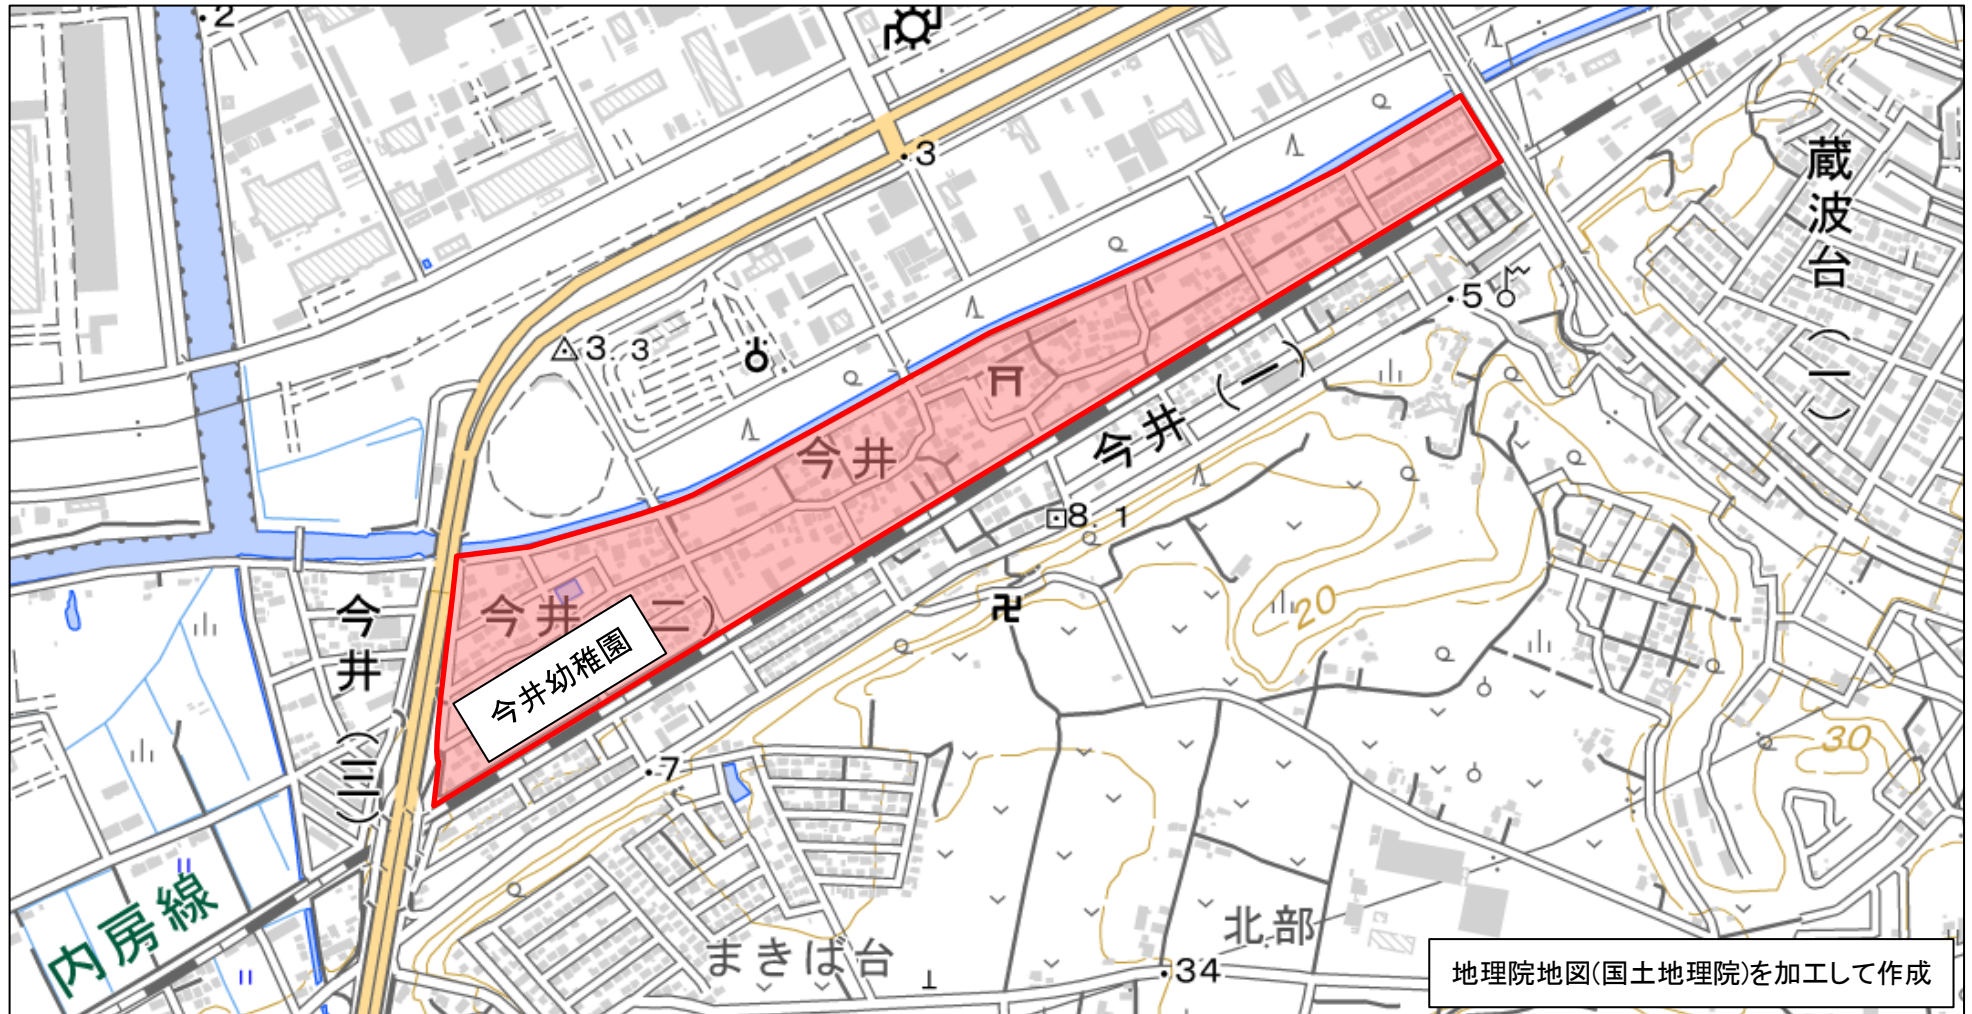 2
3
蔵波台(一)
5
3.3
今井(一)
今井
8.1
20
今井(二)
今井(三)
今井幼稚園
30
7
内房線
まきば台
北部
34
地理院地図(国土地理院)を加工して作成